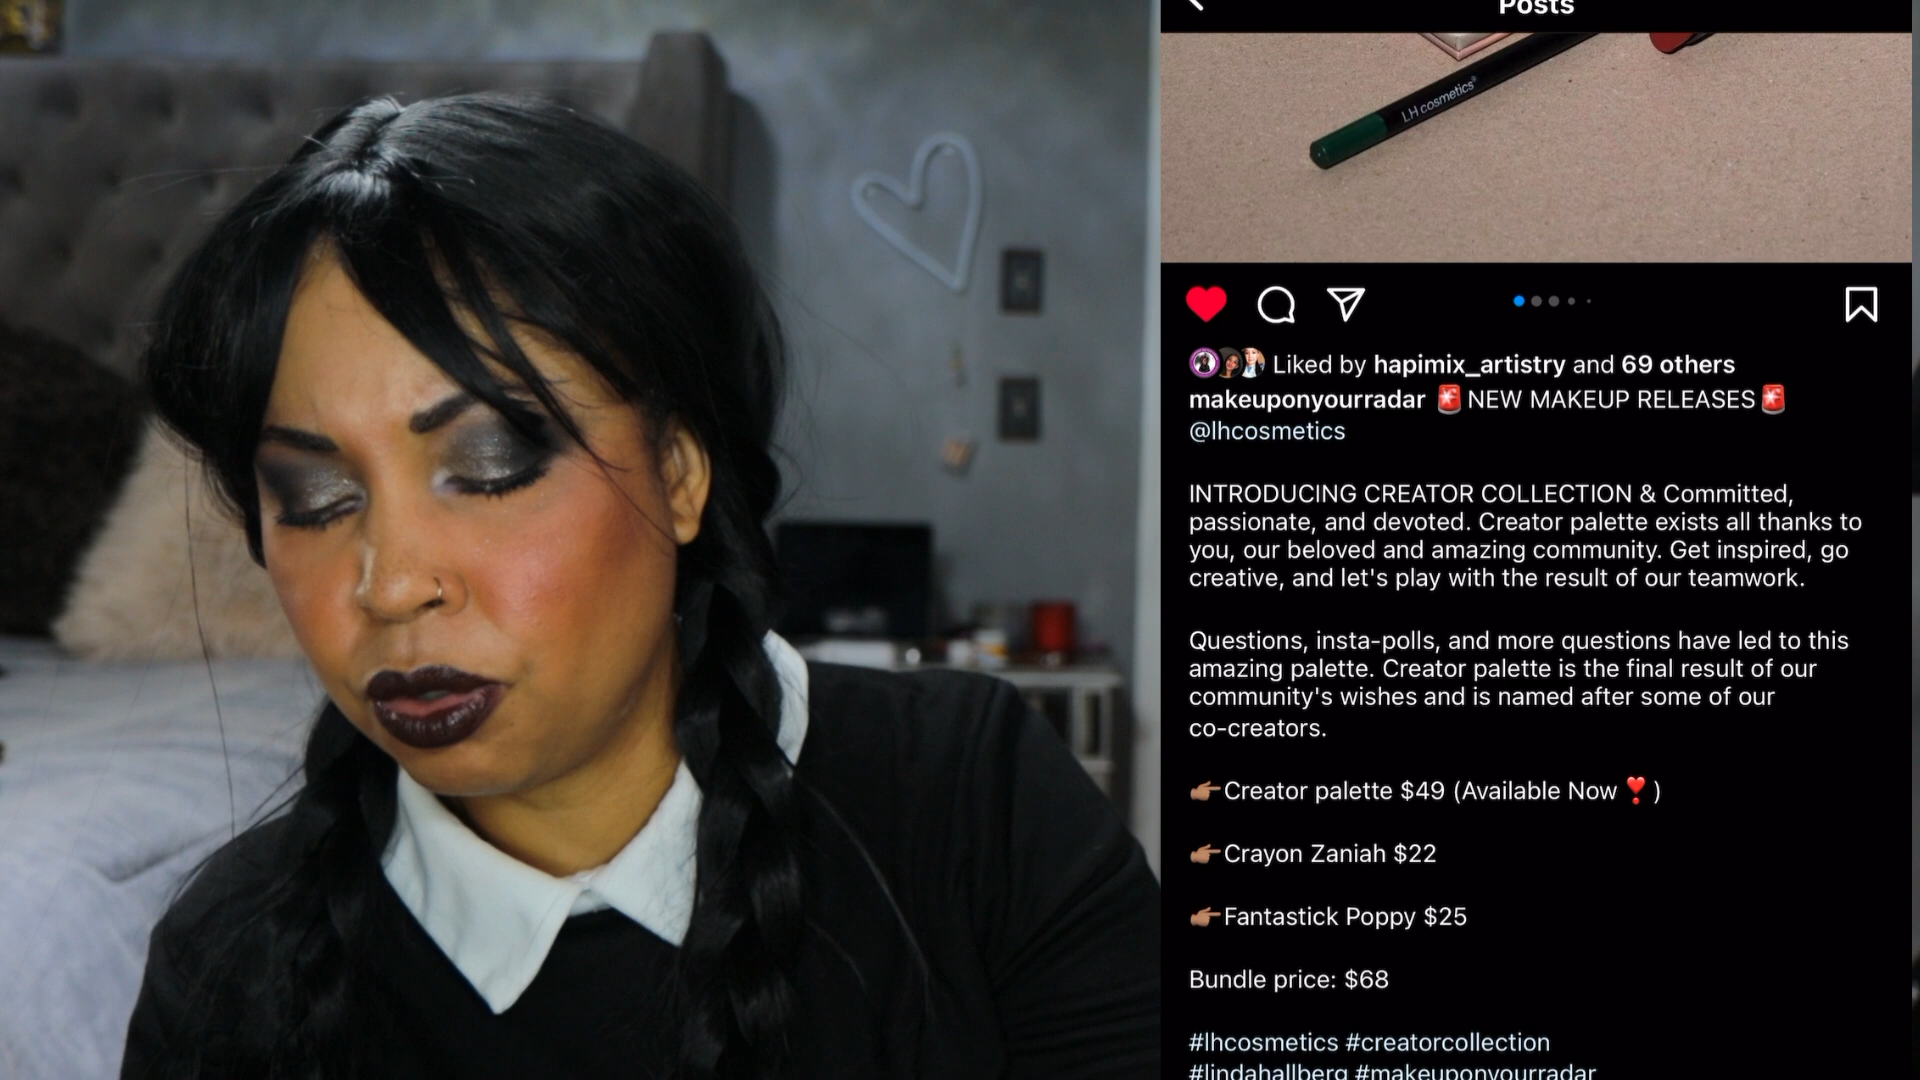 Posts
LH cosmetics®
Liked by hapimix_artistry and 69 others
makeuponyourradar 🚨NEW MAKEUP RELEASES🚨
@lhcosmetics
INTRODUCING CREATOR COLLECTION & Committed,
passionate, and devoted. Creator palette exists all thanks to
you, our beloved and amazing community. Get inspired, go
creative, and let's play with the result of our teamwork.
Questions, insta-polls, and more questions have led to this
amazing palette. Creator palette is the final result of our
community's wishes and is named after some of our
co-creators.
👉🏽Creator palette $49 (Available Now❣️)
👉🏽Crayon Zaniah $22
👉🏽Fantastick Poppy $25
Bundle price: $68
#lhcosmetics #creatorcollection
#lindahallberg #makeuponyourradar